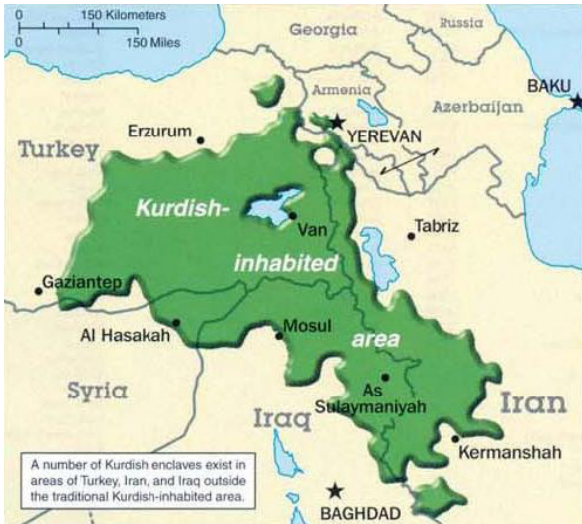 0 150 Kilometers
0 150 Miles
Georgia
Russia
Armenia
Azerbaijan
BAKU
YEREVAN
Erzurum
Turkey
Kurdish-
Van
Tabriz
inhabited
Gaziantep
Al Hasakah
Mosul
area
As
Sulaymaniyah
Syria
Iraq
Iran
Kermanshah
A number of Kurdish enclaves exist in
areas of Turkey, Iran, and Iraq outside
the traditional Kurdish-inhabited area.
BAGHDAD